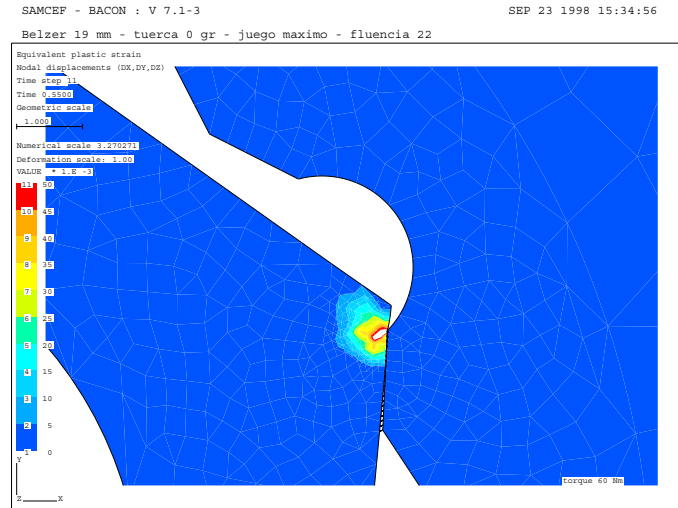 SAMCEF - BACON : V 7.1-3 SEP 23 1998 15:34:56
Belzer 19 mm - tuerca 0 gr - juego maximo - fluencia 22
Equivalent plastic strain
Nodal displacements (DX,DY,DZ)
Time step 11
Time 0.5500
Geometric scale
1.000
Numerical scale 3.270271
Deformation scale: 1.00
VALUE * 1.E -3
11 50
10 45
9 40
8 35
7 30
6 25
5 20
4 15
3 10
2 5
1 0
Y
Z X
torque 60 Nm